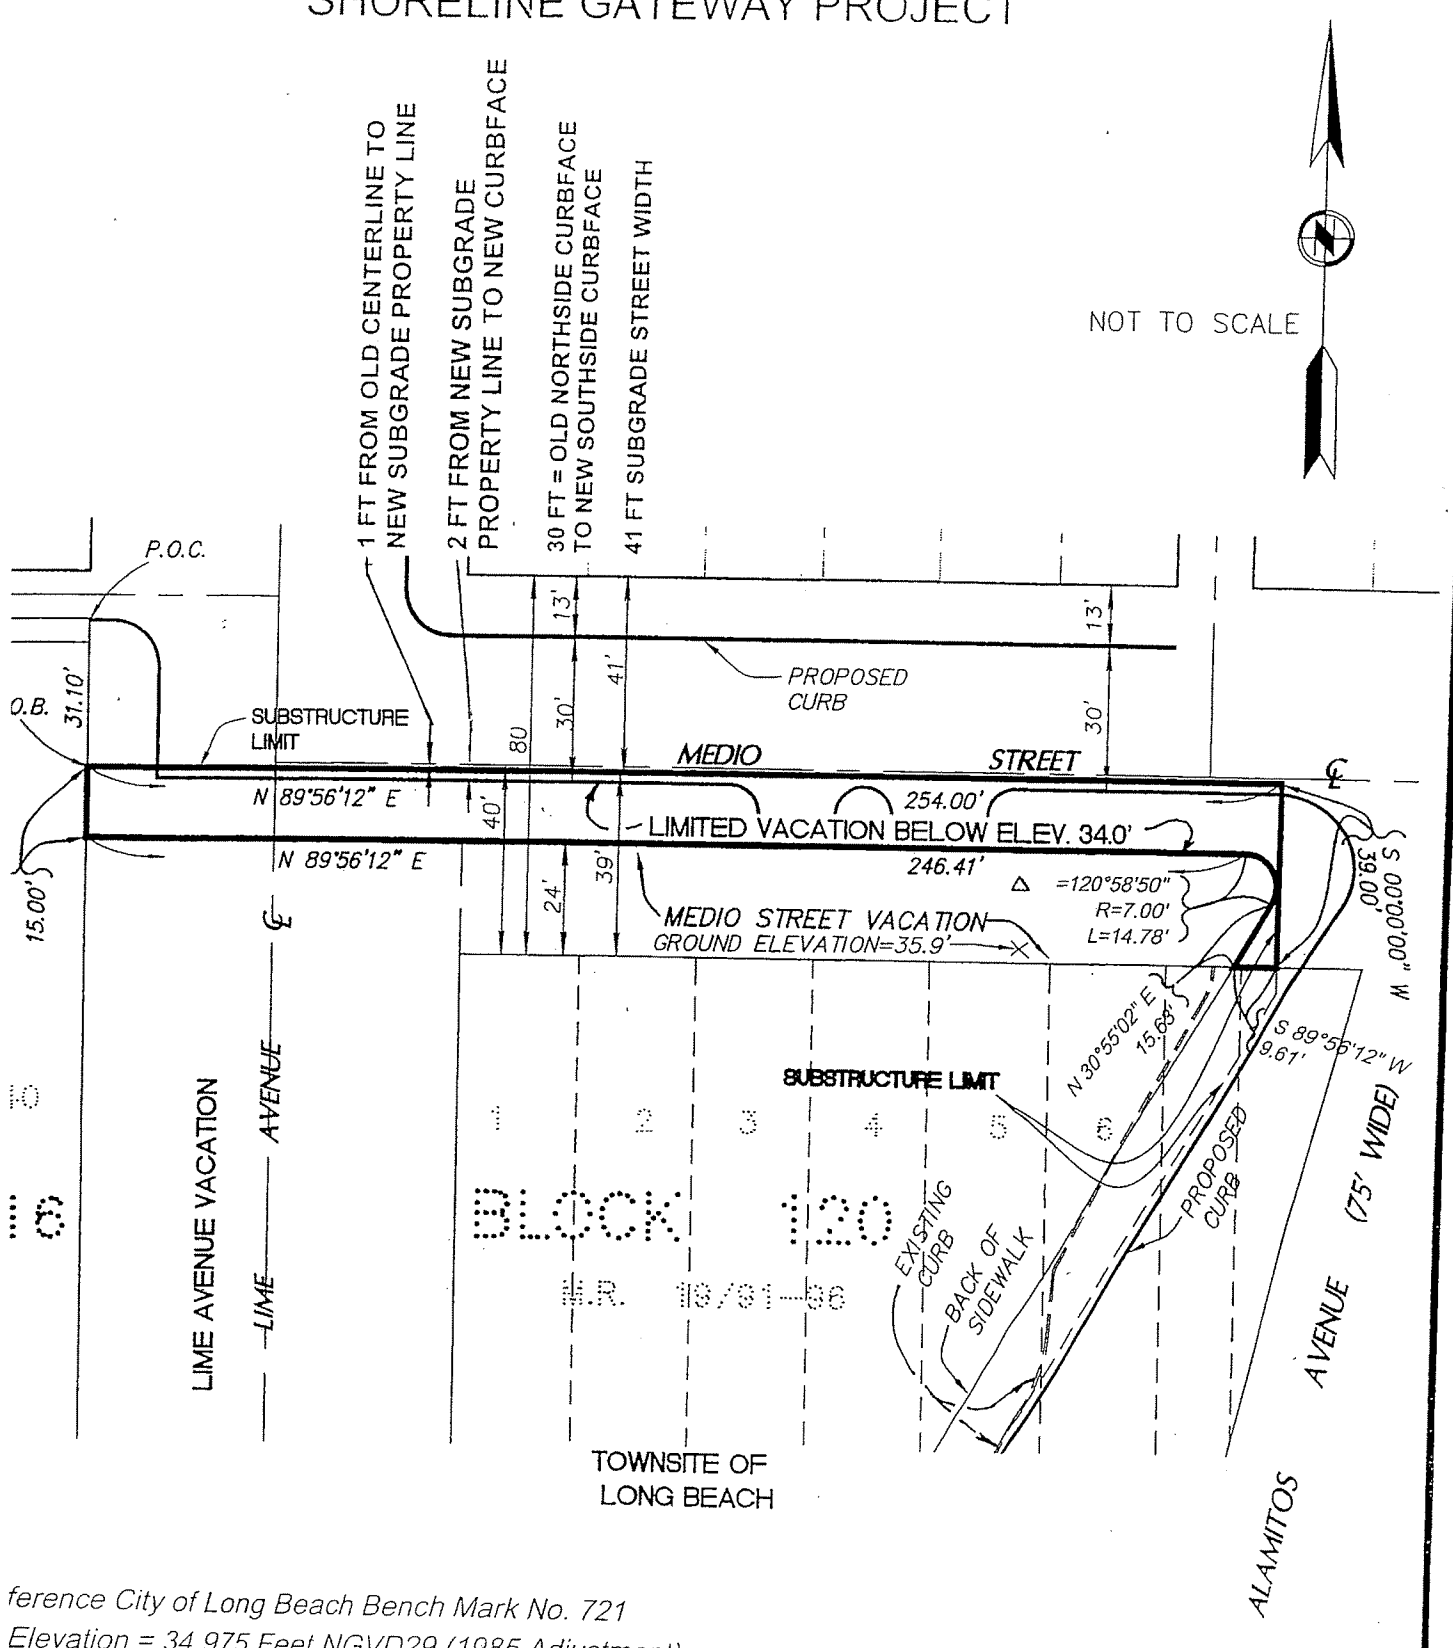 SHORELINE GATEWAY PROJECT
1 FT FROM OLD CENTERLINE TO
NEW SUBGRADE PROPERTY LINE
2 FT FROM NEW SUBGRADE
PROPERTY LINE TO NEW CURBFACE
30 FT = OLD NORTHSIDE CURBFACE
TO NEW SOUTHSIDE CURBFACE
41 FT SUBGRADE STREET WIDTH
N
NOT TO SCALE
P.O.C.
31.10'
O.B.
SUBSTRUCTURE
LIMIT
13'
13'
41'
30'
30'
80
PROPOSED
CURB
MEDIO STREET
℄
N 89°56'12" E
254.00'
40'
LIMITED VACATION BELOW ELEV. 34.0'
N 89°56'12" E
246.41'
39'
24'
15.00'
℄
Δ =120°58'50"
R=7.00'
L=14.78'
S 00°00'00" W
39.00'
MEDIO STREET VACATION
GROUND ELEVATION=35.9'
N 30°55'02" E
15.63'
S 89°56'12" W
9.61'
SUBSTRUCTURE LIMIT
1 2 3 4 5 6
BLOCK 120
M.R. 19/91-96
16
LIME AVENUE VACATION
LIME AVENUE
EXISTING
CURB
BACK OF
SIDEWALK
PROPOSED
CURB
ALAMITOS AVENUE (75' WIDE)
TOWNSITE OF
LONG BEACH
ference City of Long Beach Bench Mark No. 721
Elevation = 34.975 Feet NGVD29 (1985 Adjustment)